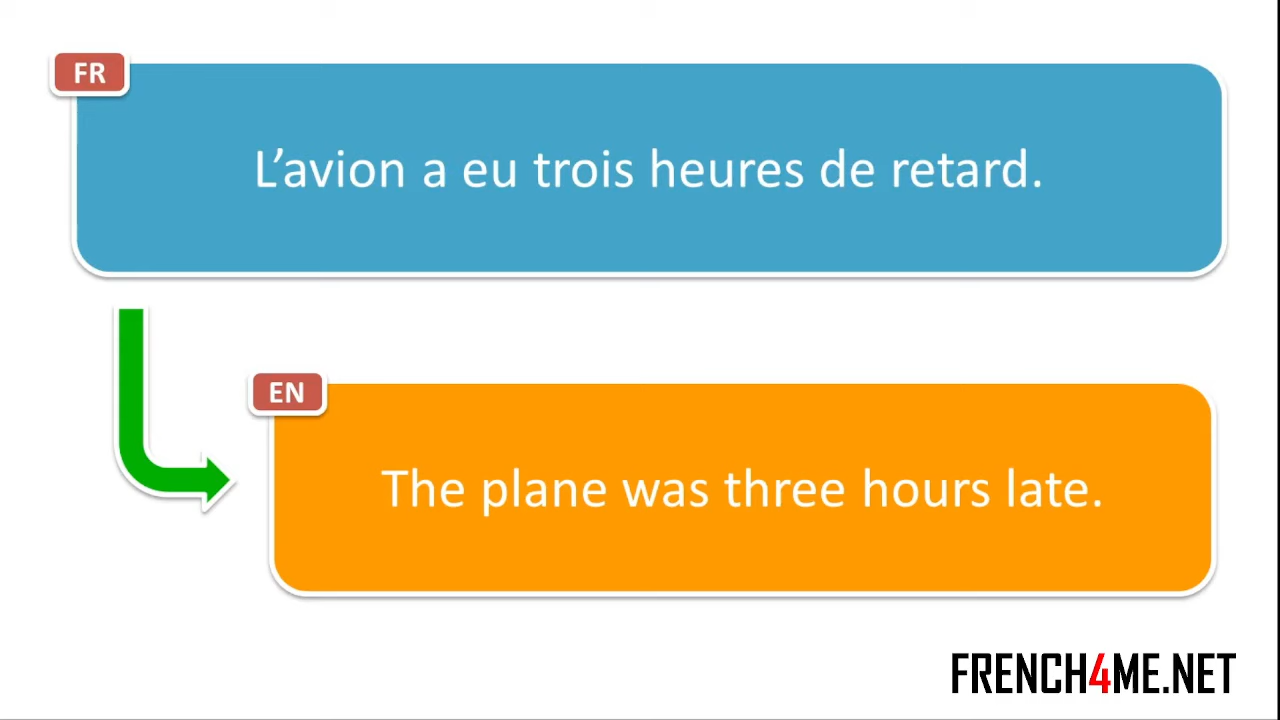 FR
L’avion a eu trois heures de retard.
EN
The plane was three hours late.
FRENCH4ME.NET